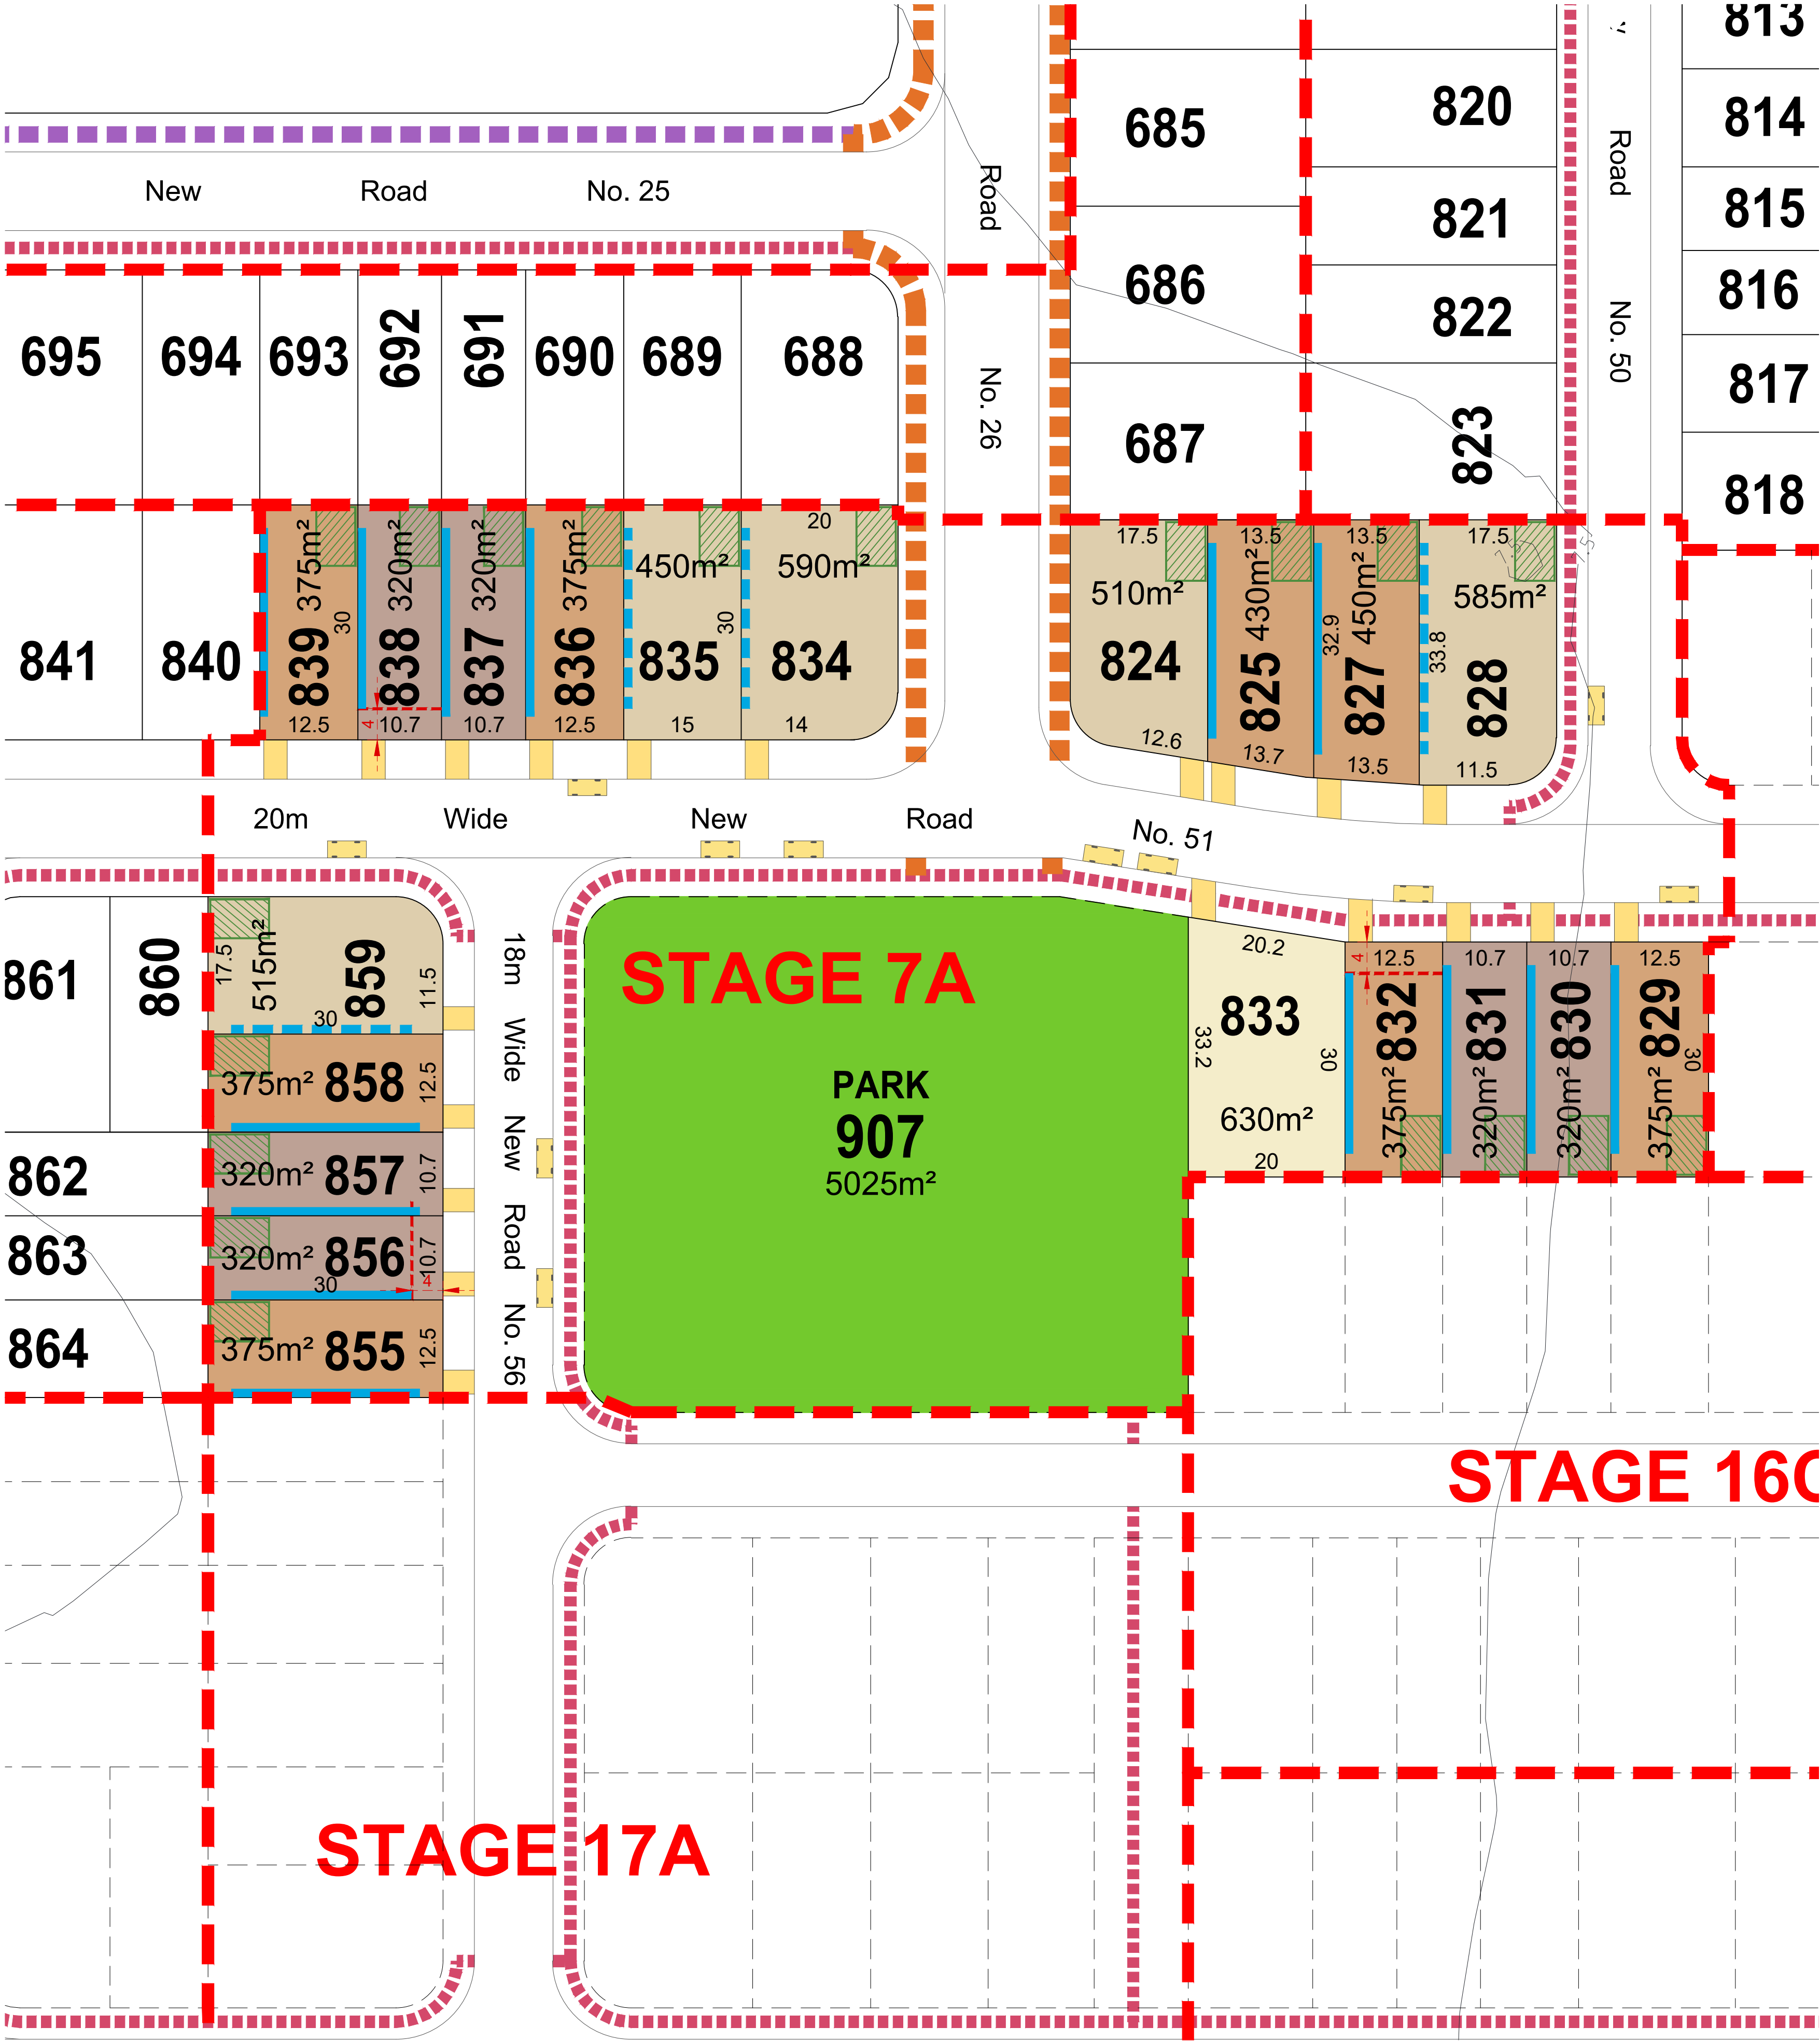 813
685
820
814
Road
New Road No. 25
Road
815
821
686
816
822
No. 50
695 694 693 692 691 690 689 688
No. 26
817
687
823
818
375m² 320m² 320m² 375m² 450m² 20 590m²
17.5 13.5 13.5 17.5
510m² 430m² 450m² 585m²
30 30 32.9 33.8
841 840 839 838 837 836 835 834
824 825 827 828
4
12.5 10.7 10.7 12.5 15 14
12.6 13.7 13.5 11.5
20m Wide New Road No. 51
861 860 17.5 515m² 859 11.5
30
18m Wide New Road No. 56
STAGE 7A
20.2
4 12.5 10.7 10.7 12.5
833 832 831 830 829
33.2 30 30
375m² 858 12.5
PARK
907
5025m²
630m² 375m² 320m² 320m² 375m²
20
862 320m² 857 10.7
863 320m² 856 10.7
30 4
864 375m² 855 12.5
STAGE 16C
STAGE 17A